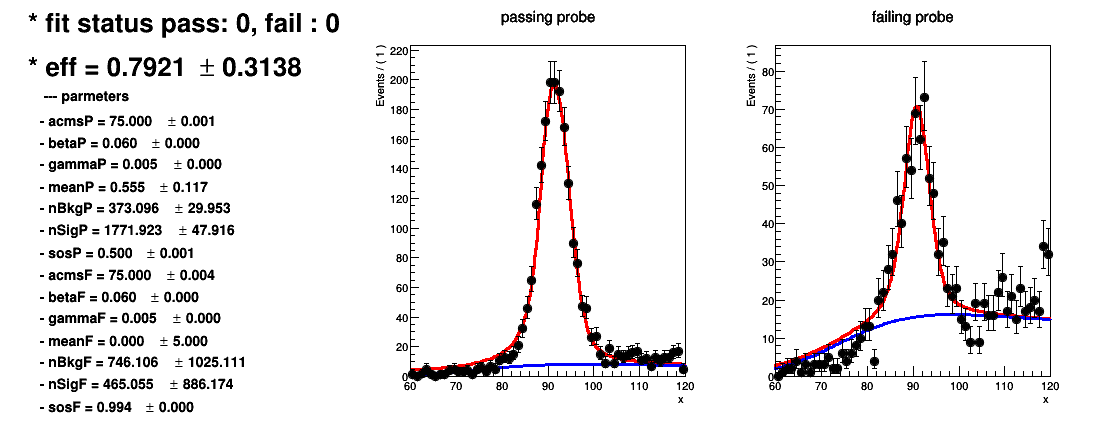 * fit status pass: 0, fail : 0
* eff = 0.7921 ± 0.3138
--- parmeters
- acmsP = 75.000 ± 0.001
- betaP = 0.060 ± 0.000
- gammaP = 0.005 ± 0.000
- meanP = 0.555 ± 0.117
- nBkgP = 373.096 ± 29.953
- nSigP = 1771.923 ± 47.916
- sosP = 0.500 ± 0.001
- acmsF = 75.000 ± 0.004
- betaF = 0.060 ± 0.000
- gammaF = 0.005 ± 0.000
- meanF = 0.000 ± 5.000
- nBkgF = 746.106 ± 1025.111
- nSigF = 465.055 ± 886.174
- sosF = 0.994 ± 0.000
passing probe
Events / ( 1 )
220
200
180
160
140
120
100
80
60
40
20
0
60 70 80 90 100 110 120
x
failing probe
Events / ( 1 )
80
70
60
50
40
30
20
10
0
60 70 80 90 100 110 120
x